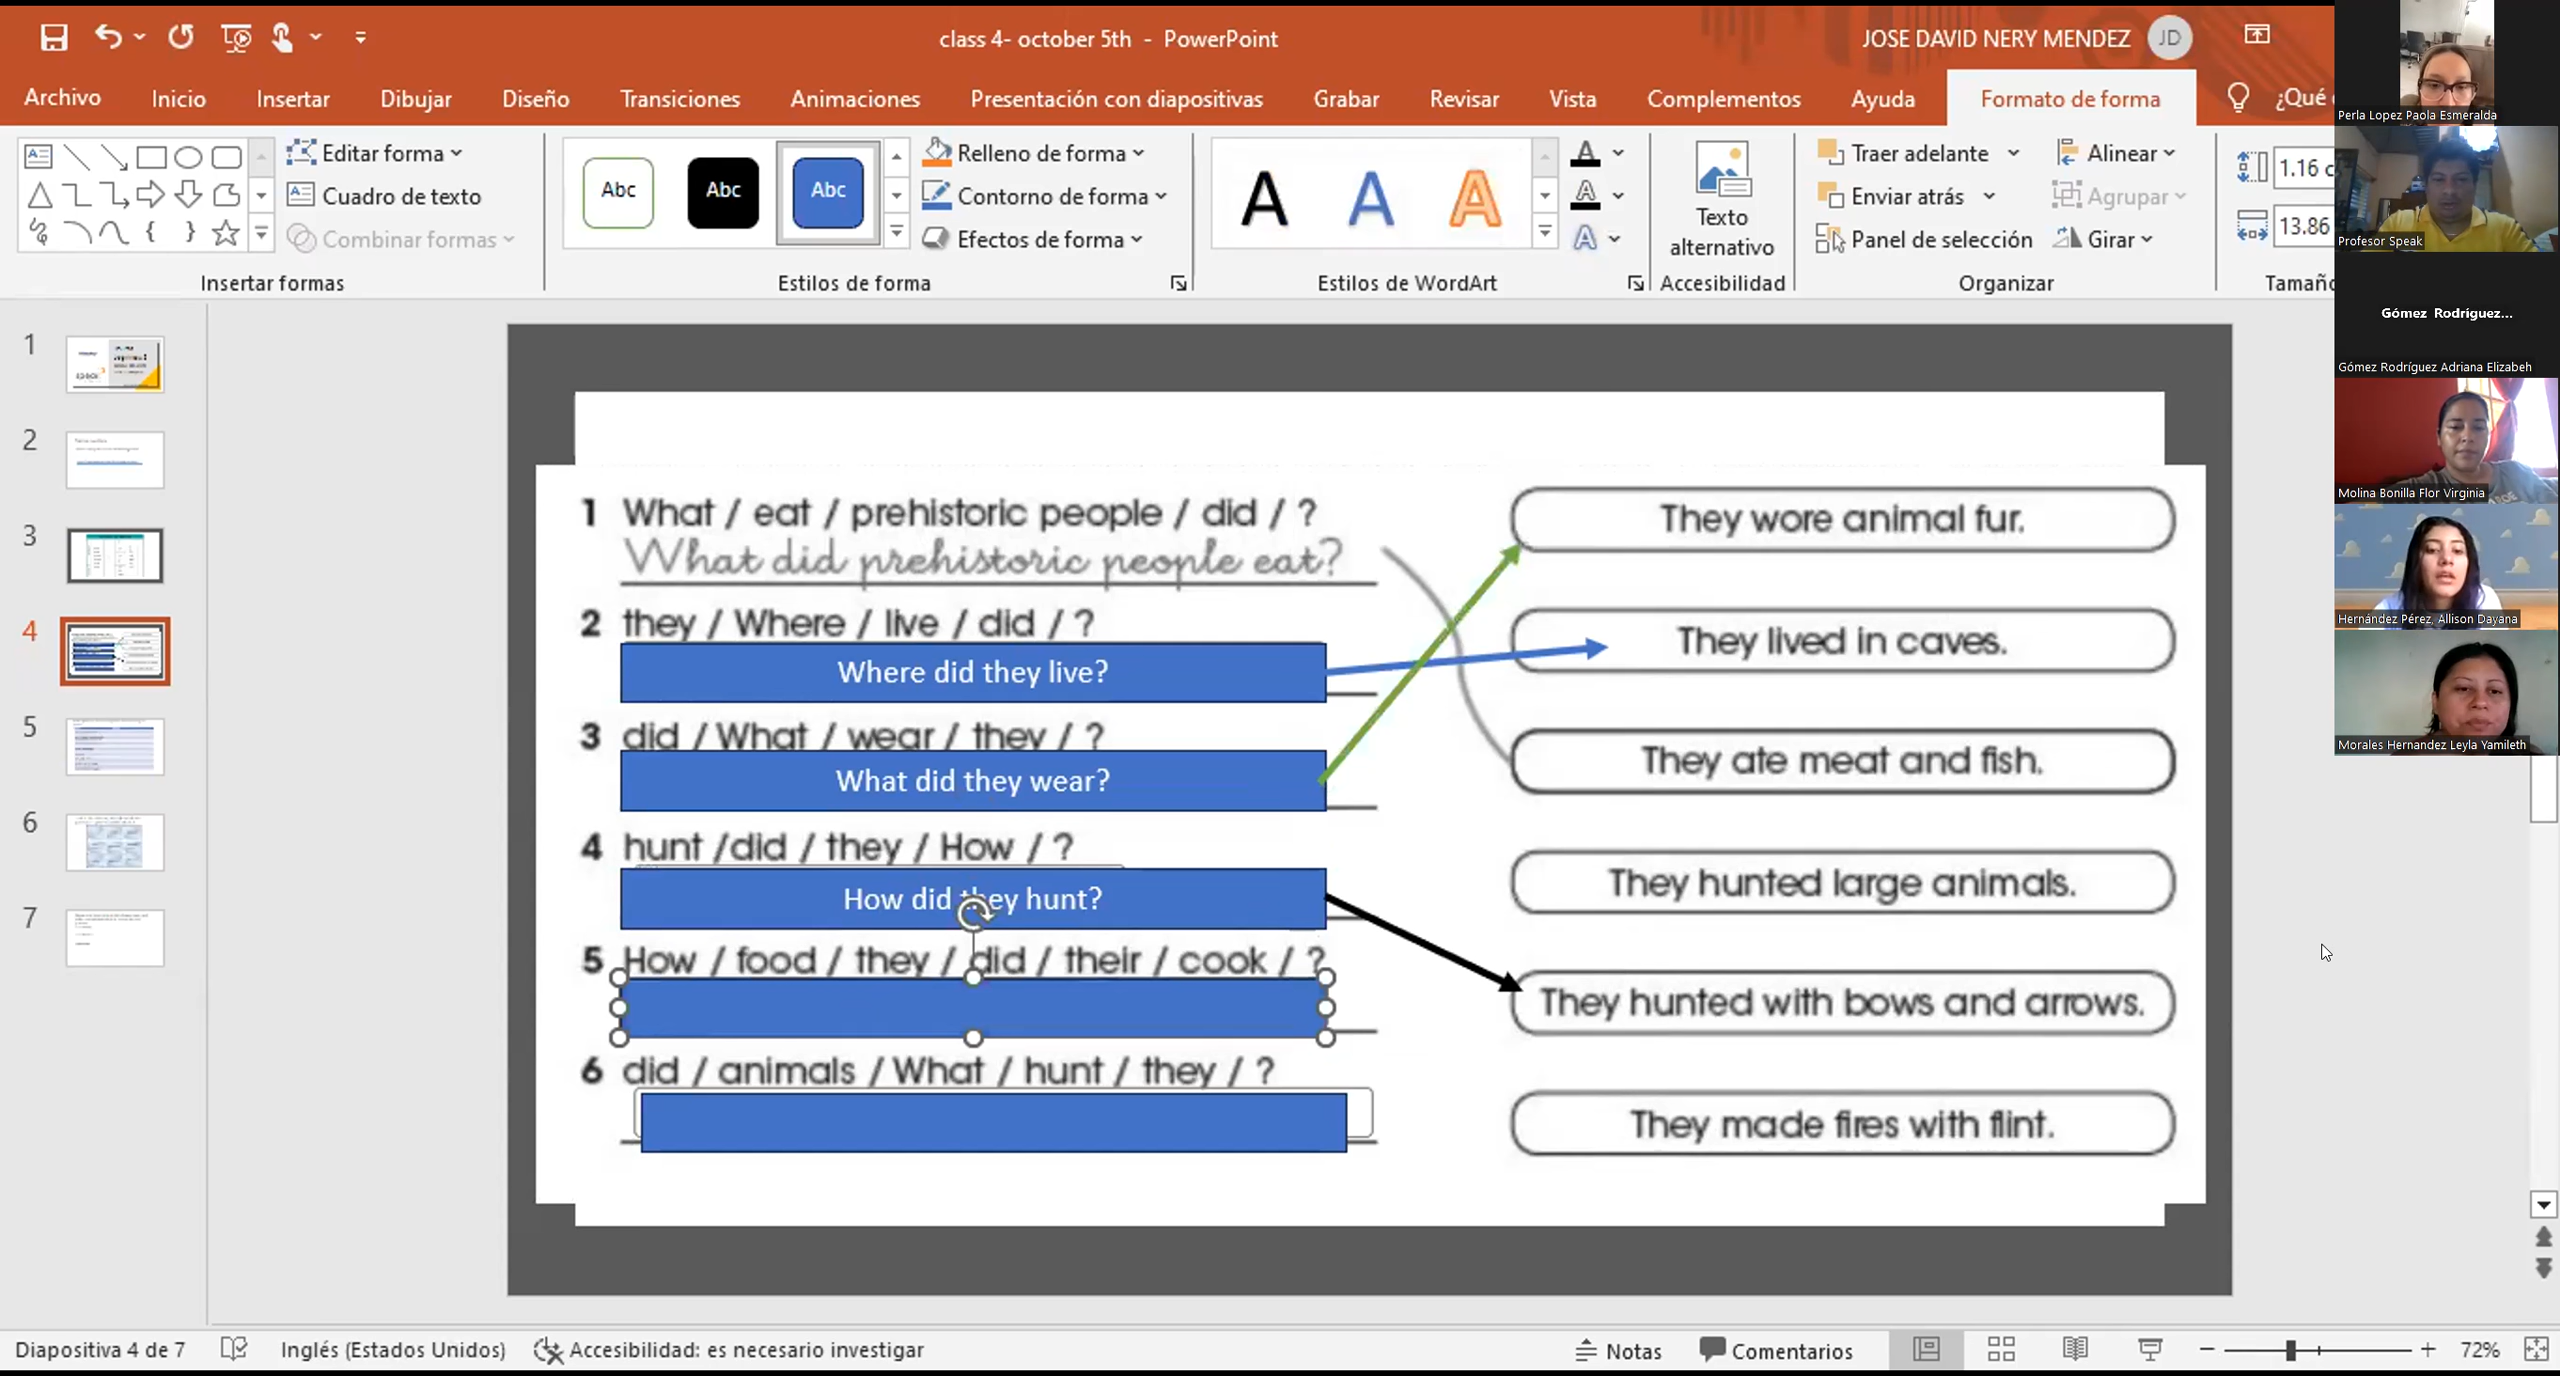 class 4- october 5th - PowerPoint
JOSE DAVID NERY MENDEZ
JD
Archivo
Inicio
Insertar
Dibujar
Diseño
Transiciones
Animaciones
Presentación con diapositivas
Grabar
Revisar
Vista
Complementos
Ayuda
Formato de forma
¿Qué
Editar forma
Cuadro de texto
Combinar formas
Insertar formas
Abc
Abc
Abc
Relleno de forma
Contorno de forma
Efectos de forma
Estilos de forma
A
A
A
Estilos de WordArt
Texto
alternativo
Accesibilidad
Traer adelante
Enviar atrás
Panel de selección
Alinear
Agrupar
Girar
Organizar
1.16 c
13.86
Tamaño
1
2
3
4
5
6
7
1 What / eat / prehistoric people / did / ?
What did prehistoric people eat?
2 they / Where / live / did / ?
Where did they live?
3 did / What / wear / they / ?
What did they wear?
4 hunt /did / they / How / ?
How did they hunt?
5 How / food / they / did / their / cook / ?
6 did / animals / What / hunt / they / ?
They wore animal fur.
They lived in caves.
They ate meat and fish.
They hunted large animals.
They hunted with bows and arrows.
They made fires with flint.
Perla Lopez Paola Esmeralda
Profesor Speak
Gómez Rodríguez...
Gómez Rodríguez Adriana Elizabeh
Molina Bonilla Flor Virginia
Hernández Pérez, Allison Dayana
Morales Hernandez Leyla Yamileth
Diapositiva 4 de 7
Inglés (Estados Unidos)
Accesibilidad: es necesario investigar
Notas
Comentarios
72%